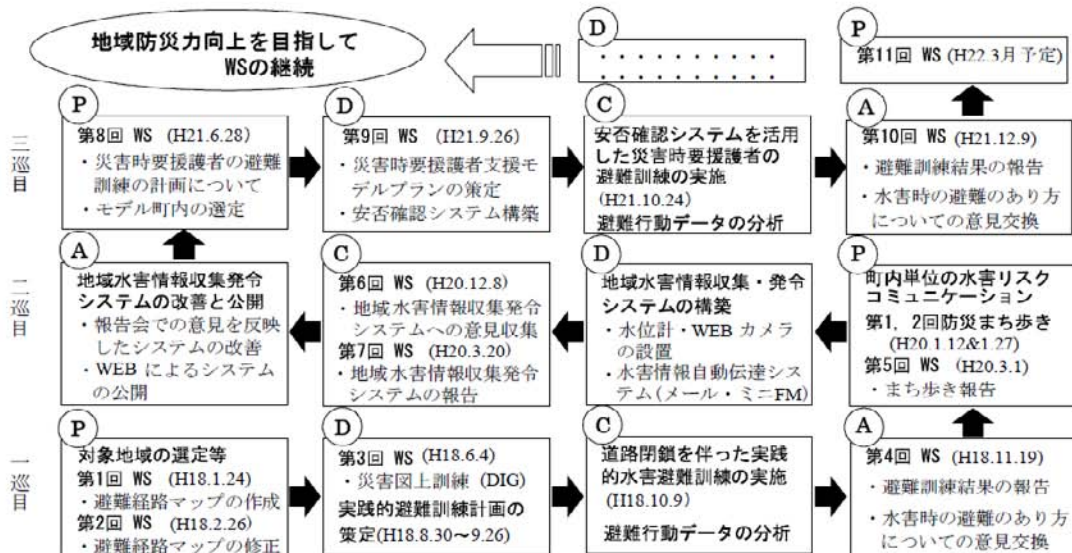 地域防災力向上を目指して
WSの継続
D
. . . . . . . . . .
. . . . . . . . . .
P
第11回 WS (H22.3月予定)
三巡目
P
第8回 WS (H21.6.28)
・災害時要援護者の避難
訓練の計画について
・モデル町内の選定
D
第9回 WS (H21.9.26)
・災害時要援護者支援モ
デルプランの策定
・安否確認システム構築
C
安否確認システムを活用
した災害時要援護者の
避難訓練の実施
(H21.10.24)
避難行動データの分析
A
第10回 WS (H21.12.9)
・避難訓練結果の報告
・水害時の避難のあり方
についての意見交換
二巡目
A
地域水害情報収集発令
システムの改善と公開
・報告会での意見を反映
したシステムの改善
・WEB によるシステム
の公開
C
第6回 WS (H20.12.8)
・地域水害情報収集発令
システムへの意見収集
第7回 WS (H20.3.20)
・地域水害情報収集発令
システムの報告
D
地域水害情報収集・発令
システムの構築
・水位計・WEB カメラ
の設置
・水害情報自動伝達シス
テム(メール・ミニFM)
P
町内単位の水害リスク
コミュニケーション
第1, 2回防災まち歩き
(H20.1.12&1.27)
第5回 WS (H20.3.1)
・まち歩き報告
一巡目
P
対象地域の選定等
第1回 WS (H18.1.24)
・避難経路マップの作成
第2回 WS (H18.2.26)
・避難経路マップの修正
D
第3回 WS (H18.6.4)
・災害図上訓練 (DIG)
実践的避難訓練計画の
策定(H18.8.30～9.26)
C
道路閉鎖を伴った実践
的水害避難訓練の実施
(H18.10.9)
避難行動データの分析
A
第4回 WS (H18.11.19)
・避難訓練結果の報告
・水害時の避難のあり方
についての意見交換